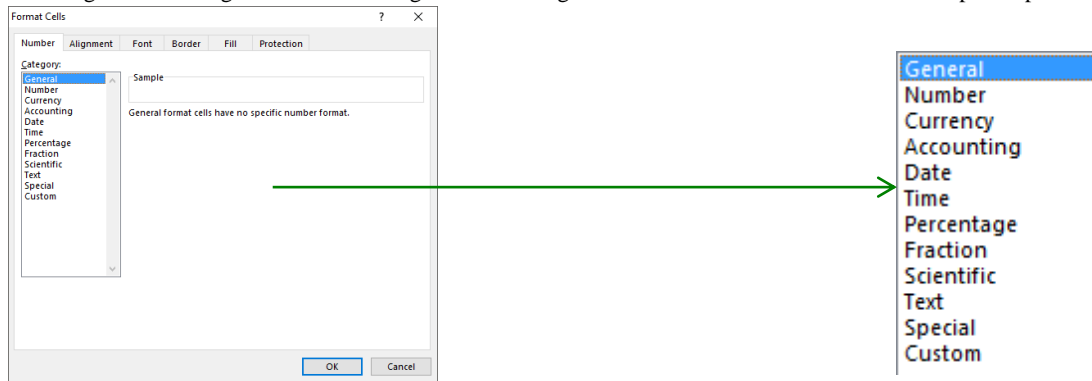 Format Cells
?
Number Alignment Font Border Fill Protection
Category:
General
Number
Currency
Accounting
Date
Time
Percentage
Fraction
Scientific
Text
Special
Custom
Sample
General format cells have no specific number format.
OK Cancel
General
Number
Currency
Accounting
Date
Time
Percentage
Fraction
Scientific
Text
Special
Custom